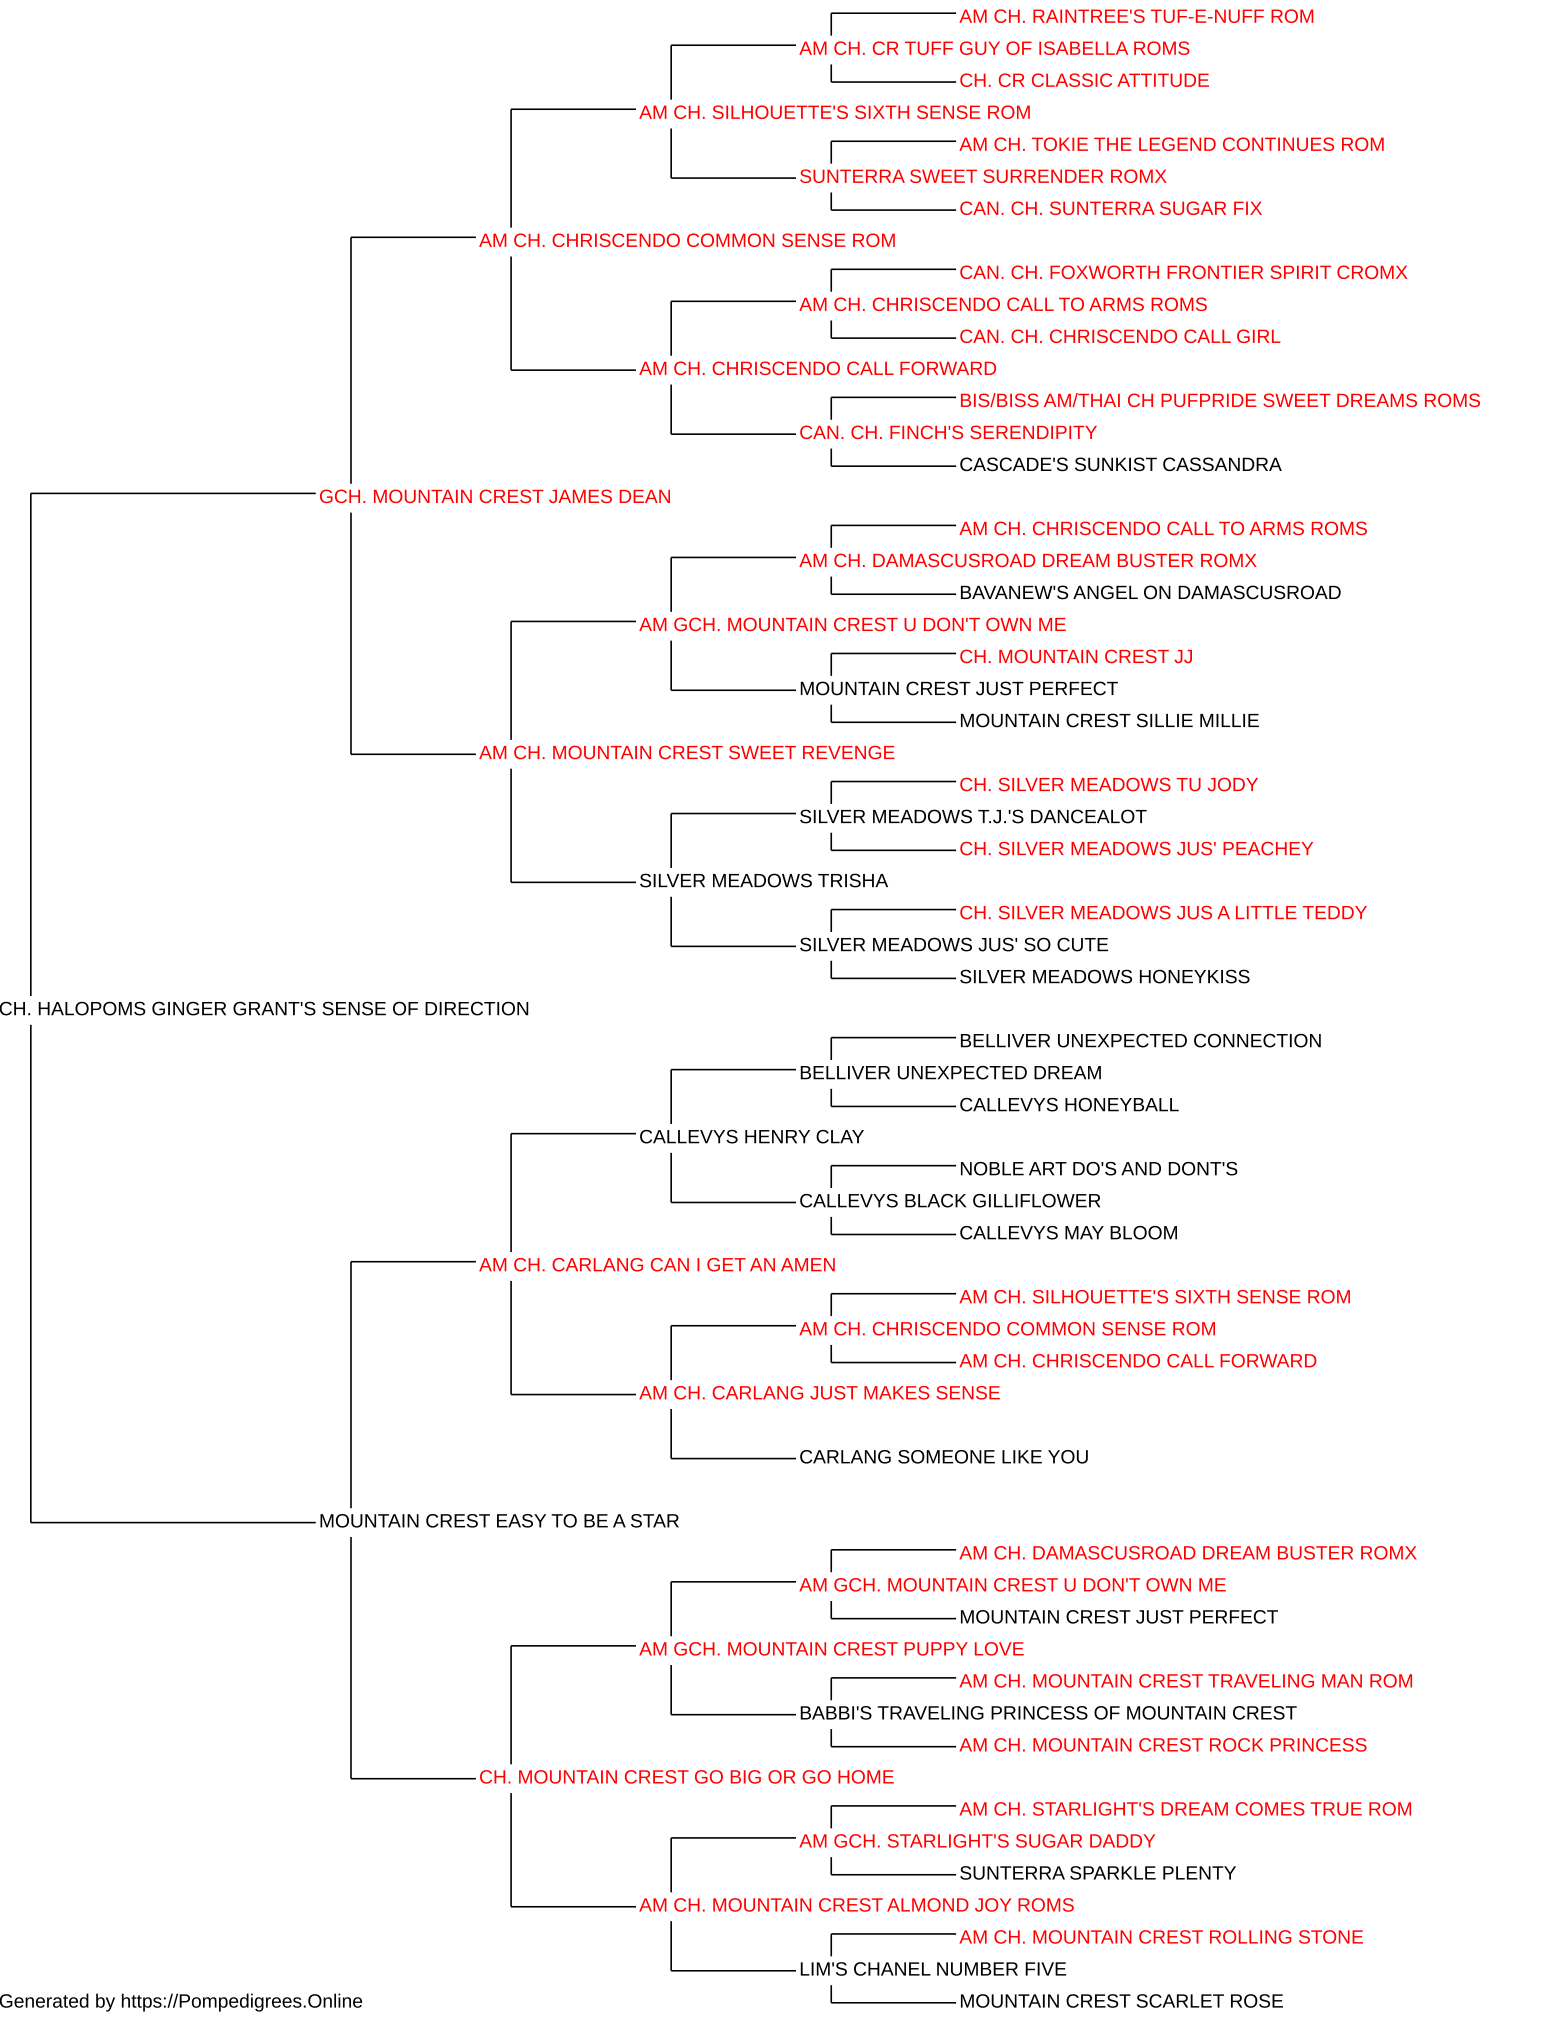 AM CH. RAINTREE'S TUF-E-NUFF ROM
AM CH. CR TUFF GUY OF ISABELLA ROMS
CH. CR CLASSIC ATTITUDE
AM CH. SILHOUETTE'S SIXTH SENSE ROM
AM CH. TOKIE THE LEGEND CONTINUES ROM
SUNTERRA SWEET SURRENDER ROMX
CAN. CH. SUNTERRA SUGAR FIX
AM CH. CHRISCENDO COMMON SENSE ROM
CAN. CH. FOXWORTH FRONTIER SPIRIT CROMX
AM CH. CHRISCENDO CALL TO ARMS ROMS
CAN. CH. CHRISCENDO CALL GIRL
AM CH. CHRISCENDO CALL FORWARD
BIS/BISS AM/THAI CH PUFPRIDE SWEET DREAMS ROMS
CAN. CH. FINCH'S SERENDIPITY
CASCADE'S SUNKIST CASSANDRA
GCH. MOUNTAIN CREST JAMES DEAN
AM CH. CHRISCENDO CALL TO ARMS ROMS
AM CH. DAMASCUSROAD DREAM BUSTER ROMX
BAVANEW'S ANGEL ON DAMASCUSROAD
AM GCH. MOUNTAIN CREST U DON'T OWN ME
CH. MOUNTAIN CREST JJ
MOUNTAIN CREST JUST PERFECT
MOUNTAIN CREST SILLIE MILLIE
AM CH. MOUNTAIN CREST SWEET REVENGE
CH. SILVER MEADOWS TU JODY
SILVER MEADOWS T.J.'S DANCEALOT
CH. SILVER MEADOWS JUS' PEACHEY
SILVER MEADOWS TRISHA
CH. SILVER MEADOWS JUS A LITTLE TEDDY
SILVER MEADOWS JUS' SO CUTE
SILVER MEADOWS HONEYKISS
CH. HALOPOMS GINGER GRANT'S SENSE OF DIRECTION
BELLIVER UNEXPECTED CONNECTION
BELLIVER UNEXPECTED DREAM
CALLEVYS HONEYBALL
CALLEVYS HENRY CLAY
NOBLE ART DO'S AND DONT'S
CALLEVYS BLACK GILLIFLOWER
CALLEVYS MAY BLOOM
AM CH. CARLANG CAN I GET AN AMEN
AM CH. SILHOUETTE'S SIXTH SENSE ROM
AM CH. CHRISCENDO COMMON SENSE ROM
AM CH. CHRISCENDO CALL FORWARD
AM CH. CARLANG JUST MAKES SENSE
CARLANG SOMEONE LIKE YOU
MOUNTAIN CREST EASY TO BE A STAR
AM CH. DAMASCUSROAD DREAM BUSTER ROMX
AM GCH. MOUNTAIN CREST U DON'T OWN ME
MOUNTAIN CREST JUST PERFECT
AM GCH. MOUNTAIN CREST PUPPY LOVE
AM CH. MOUNTAIN CREST TRAVELING MAN ROM
BABBI'S TRAVELING PRINCESS OF MOUNTAIN CREST
AM CH. MOUNTAIN CREST ROCK PRINCESS
CH. MOUNTAIN CREST GO BIG OR GO HOME
AM CH. STARLIGHT'S DREAM COMES TRUE ROM
AM GCH. STARLIGHT'S SUGAR DADDY
SUNTERRA SPARKLE PLENTY
AM CH. MOUNTAIN CREST ALMOND JOY ROMS
AM CH. MOUNTAIN CREST ROLLING STONE
LIM'S CHANEL NUMBER FIVE
MOUNTAIN CREST SCARLET ROSE
Generated by https://Pompedigrees.Online